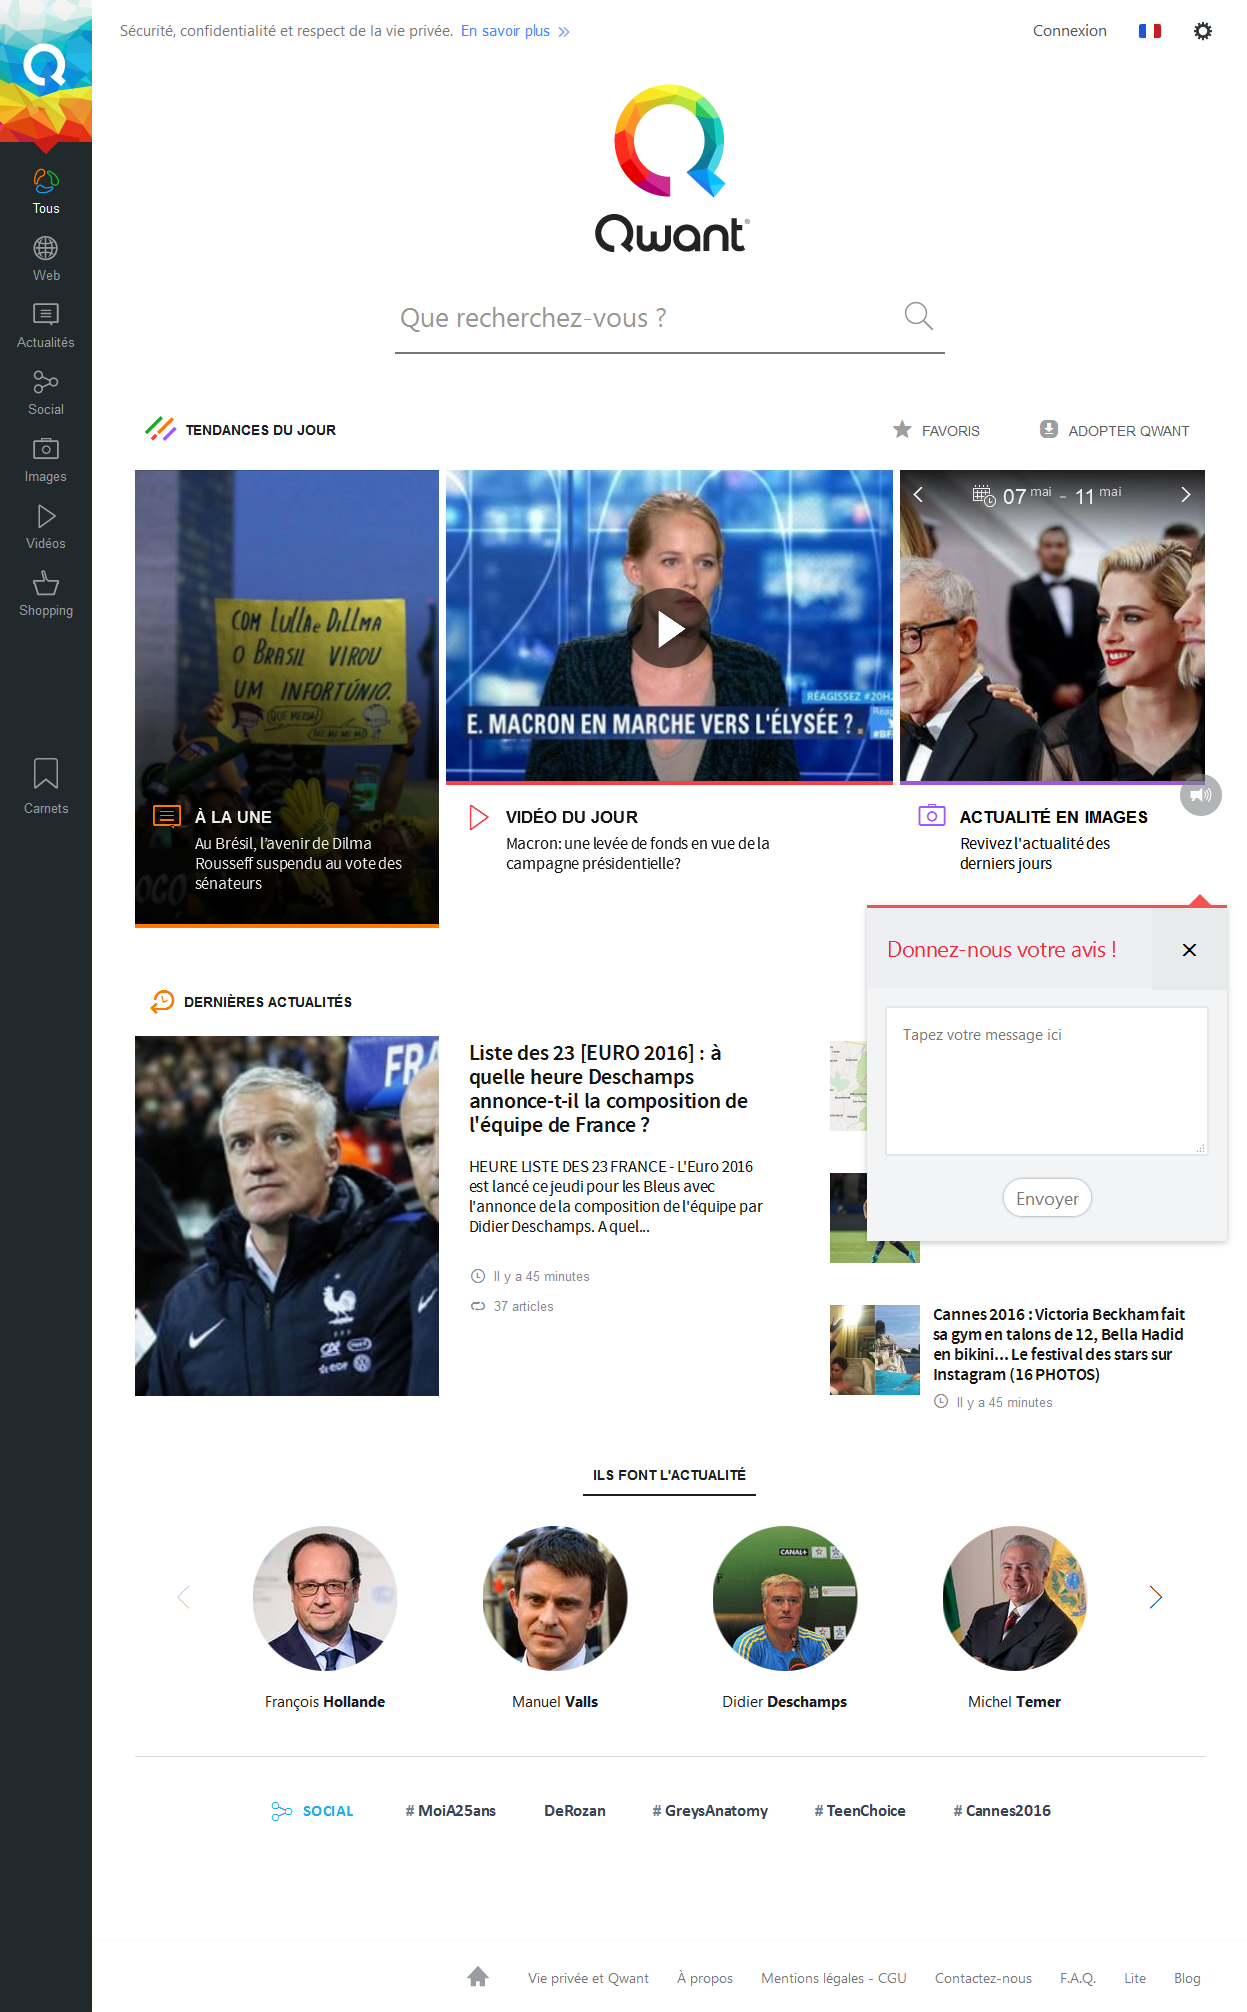 Sécurité, confidentialité et respect de la vie privée. En savoir plus
Connexion
Qwant
Que recherchez-vous ?
Tous
Web
Actualités
Social
Images
Vidéos
Shopping
Carnets
TENDANCES DU JOUR
FAVORIS
ADOPTER QWANT
COM LULLA e DILLMA
O BRASIL VIROU
UM INFORTÚNIO.
À LA UNE
Au Brésil, l'avenir de Dilma
Rousseff suspendu au vote des
sénateurs
RÉAGISSEZ #20H
E. MACRON EN MARCHE VERS L'ÉLYSÉE ?
#BF
VIDÉO DU JOUR
Macron: une levée de fonds en vue de la
campagne présidentielle?
07 mai - 11 mai
ACTUALITÉ EN IMAGES
Revivez l'actualité des
derniers jours
Donnez-nous votre avis !
Tapez votre message ici
Envoyer
DERNIÈRES ACTUALITÉS
FRA
Liste des 23 [EURO 2016] : à
quelle heure Deschamps
annonce-t-il la composition de
l'équipe de France ?
HEURE LISTE DES 23 FRANCE - L'Euro 2016
est lancé ce jeudi pour les Bleus avec
l'annonce de la composition de l'équipe par
Didier Deschamps. A quel...
Il y a 45 minutes
37 articles
Cannes 2016 : Victoria Beckham fait
sa gym en talons de 12, Bella Hadid
en bikini... Le festival des stars sur
Instagram (16 PHOTOS)
Il y a 45 minutes
ILS FONT L'ACTUALITÉ
CANAL+
François Hollande
Manuel Valls
Didier Deschamps
Michel Temer
SOCIAL
# MoiA25ans
DeRozan
# GreysAnatomy
# TeenChoice
# Cannes2016
Vie privée et Qwant
À propos
Mentions légales - CGU
Contactez-nous
F.A.Q.
Lite
Blog